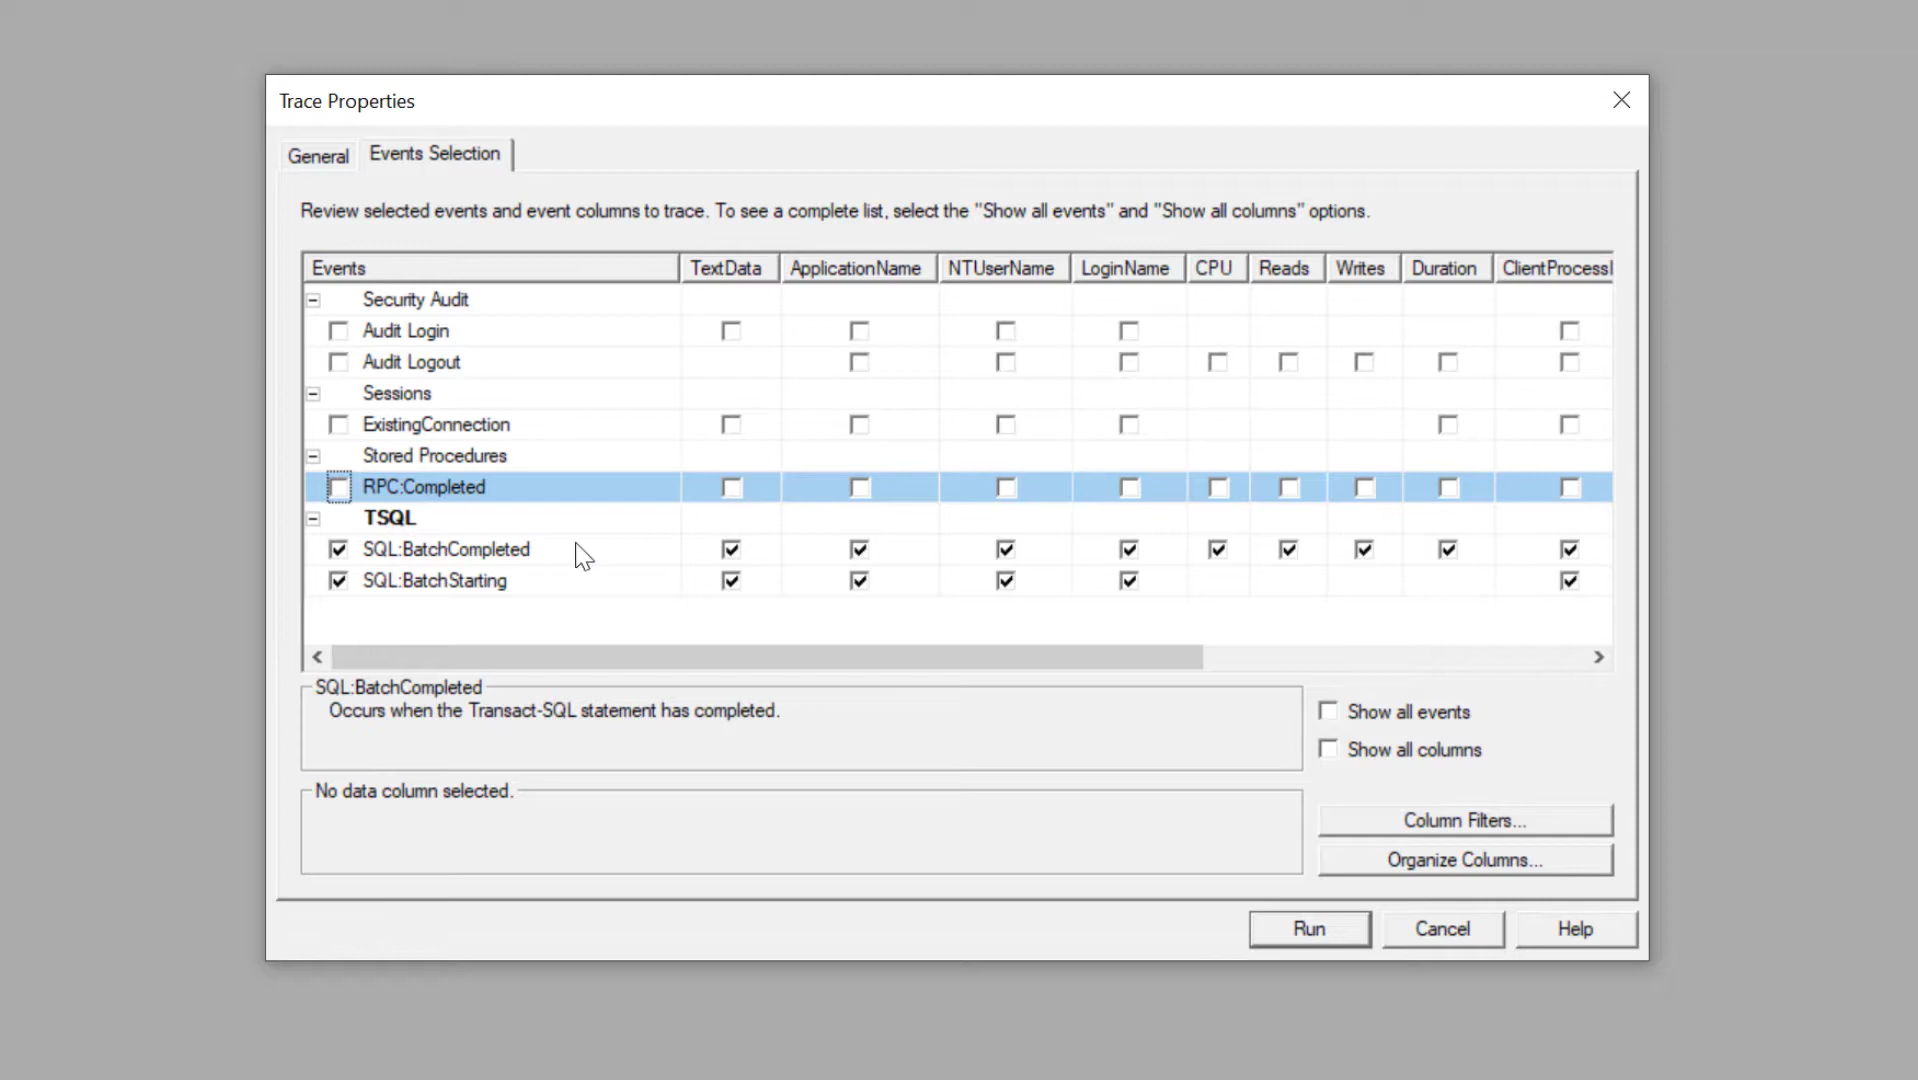 Trace Properties
General
Events Selection
Review selected events and event columns to trace. To see a complete list, select the "Show all events" and "Show all columns" options.
Events TextData ApplicationName NTUserName LoginName CPU Reads Writes Duration ClientProcessI
Security Audit
Audit Login
Audit Logout
Sessions
ExistingConnection
Stored Procedures
RPC:Completed
TSQL
SQL:BatchCompleted
SQL:BatchStarting
SQL:BatchCompleted
Occurs when the Transact-SQL statement has completed.
Show all events
Show all columns
No data column selected.
Column Filters...
Organize Columns...
Run
Cancel
Help